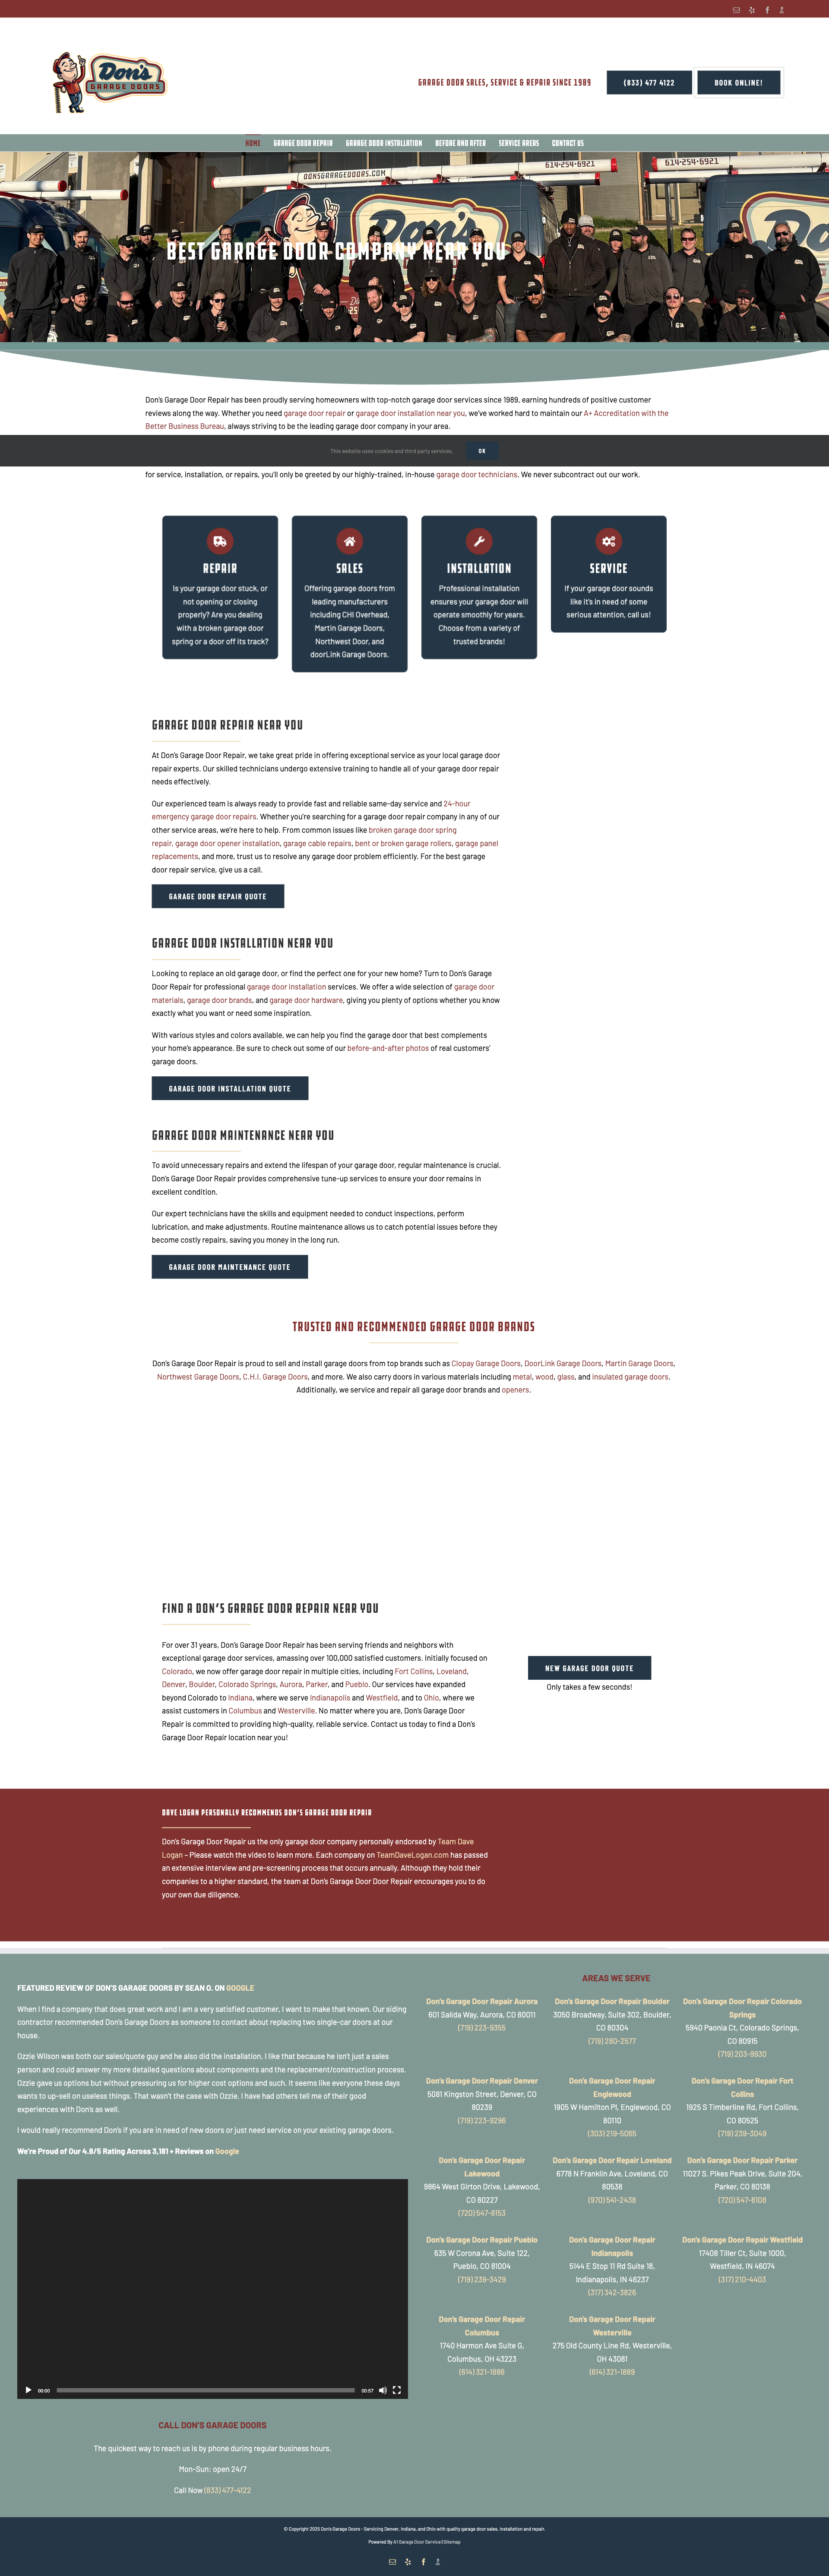 Don's
GARAGE DOORS
GARAGE DOOR SALES, SERVICE & REPAIR SINCE 1989
(833) 477 4122
BOOK ONLINE!
HOME
GARAGE DOOR REPAIR
GARAGE DOOR INSTALLATION
BEFORE AND AFTER
SERVICE AREAS
CONTACT US
DONSGARAGEDOORS.COM
614-254-6921
614-254-6921
Don's
BEST GARAGE DOOR COMPANY NEAR YOU
Don's Garage Door Repair has been proudly serving homeowners with top-notch garage door services since 1989, earning hundreds of positive customer
reviews along the way. Whether you need garage door repair or garage door installation near you, we've worked hard to maintain our A+ Accreditation with the
Better Business Bureau, always striving to be the leading garage door company in your area.
This website uses cookies and third party services.
OK
for service, installation, or repairs, you'll only be greeted by our highly-trained, in-house garage door technicians. We never subcontract out our work.
REPAIR
Is your garage door stuck, or
not opening or closing
properly? Are you dealing
with a broken garage door
spring or a door off its track?
SALES
Offering garage doors from
leading manufacturers
including CHI Overhead,
Martin Garage Doors,
Northwest Door, and
doorLink Garage Doors.
INSTALLATION
Professional installation
ensures your garage door will
operate smoothly for years.
Choose from a variety of
trusted brands!
SERVICE
If your garage door sounds
like it's in need of some
serious attention, call us!
GARAGE DOOR REPAIR NEAR YOU
At Don's Garage Door Repair, we take great pride in offering exceptional service as your local garage door
repair experts. Our skilled technicians undergo extensive training to handle all of your garage door repair
needs effectively.
Our experienced team is always ready to provide fast and reliable same-day service and 24-hour
emergency garage door repairs. Whether you're searching for a garage door repair company in any of our
other service areas, we're here to help. From common issues like broken garage door spring
repair, garage door opener installation, garage cable repairs, bent or broken garage rollers, garage panel
replacements, and more, trust us to resolve any garage door problem efficiently. For the best garage
door repair service, give us a call.
GARAGE DOOR REPAIR QUOTE
GARAGE DOOR INSTALLATION NEAR YOU
Looking to replace an old garage door, or find the perfect one for your new home? Turn to Don's Garage
Door Repair for professional garage door installation services. We offer a wide selection of garage door
materials, garage door brands, and garage door hardware, giving you plenty of options whether you know
exactly what you want or need some inspiration.
With various styles and colors available, we can help you find the garage door that best complements
your home's appearance. Be sure to check out some of our before-and-after photos of real customers'
garage doors.
GARAGE DOOR INSTALLATION QUOTE
GARAGE DOOR MAINTENANCE NEAR YOU
To avoid unnecessary repairs and extend the lifespan of your garage door, regular maintenance is crucial.
Don's Garage Door Repair provides comprehensive tune-up services to ensure your door remains in
excellent condition.
Our expert technicians have the skills and equipment needed to conduct inspections, perform
lubrication, and make adjustments. Routine maintenance allows us to catch potential issues before they
become costly repairs, saving you money in the long run.
GARAGE DOOR MAINTENANCE QUOTE
TRUSTED AND RECOMMENDED GARAGE DOOR BRANDS
Don's Garage Door Repair is proud to sell and install garage doors from top brands such as Clopay Garage Doors, DoorLink Garage Doors, Martin Garage Doors,
Northwest Garage Doors, C.H.I. Garage Doors, and more. We also carry doors in various materials including metal, wood, glass, and insulated garage doors.
Additionally, we service and repair all garage door brands and openers.
FIND A DON'S GARAGE DOOR REPAIR NEAR YOU
For over 31 years, Don's Garage Door Repair has been serving friends and neighbors with
exceptional garage door services, amassing over 100,000 satisfied customers. Initially focused on
Colorado, we now offer garage door repair in multiple cities, including Fort Collins, Loveland,
Denver, Boulder, Colorado Springs, Aurora, Parker, and Pueblo. Our services have expanded
beyond Colorado to Indiana, where we serve Indianapolis and Westfield, and to Ohio, where we
assist customers in Columbus and Westerville. No matter where you are, Don's Garage Door
Repair is committed to providing high-quality, reliable service. Contact us today to find a Don's
Garage Door Repair location near you!
NEW GARAGE DOOR QUOTE
Only takes a few seconds!
DAVE LOGAN PERSONALLY RECOMMENDS DON'S GARAGE DOOR REPAIR
Don's Garage Door Repair us the only garage door company personally endorsed by Team Dave
Logan – Please watch the video to learn more. Each company on TeamDaveLogan.com has passed
an extensive interview and pre-screening process that occurs annually. Although they hold their
companies to a higher standard, the team at Don's Garage Door Door Repair encourages you to do
your own due diligence.
FEATURED REVIEW OF DON'S GARAGE DOORS BY SEAN O. ON GOOGLE
When I find a company that does great work and I am a very satisfied customer, I want to make that known. Our siding
contractor recommended Don's Garage Doors as someone to contact about replacing two single-car doors at our
house.
Ozzie Wilson was both our sales/quote guy and he also did the installation. I like that because he isn't just a sales
person and could answer my more detailed questions about components and the replacement/construction process.
Ozzie gave us options but without pressuring us for higher cost options and such. It seems like everyone these days
wants to up-sell on useless things. That wasn't the case with Ozzie. I have had others tell me of their good
experiences with Don's as well.
I would really recommend Don's if you are in need of new doors or just need service on your existing garage doors.
We're Proud of Our 4.8/5 Rating Across 3,181 + Reviews on Google
00:00
00:57
CALL DON'S GARAGE DOORS
The quickest way to reach us is by phone during regular business hours.
Mon-Sun: open 24/7
Call Now (833) 477-4122
AREAS WE SERVE
Don's Garage Door Repair Aurora
601 Salida Way, Aurora, CO 80011
(719) 223-9355
Don's Garage Door Repair Boulder
3050 Broadway, Suite 302, Boulder,
CO 80304
(719) 280-2577
Don's Garage Door Repair Colorado
Springs
5940 Paonia Ct, Colorado Springs,
CO 80915
(719) 203-9930
Don's Garage Door Repair Denver
5081 Kingston Street, Denver, CO
80239
(719) 223-9296
Don's Garage Door Repair
Englewood
1905 W Hamilton Pl, Englewood, CO
80110
(303) 219-5065
Don's Garage Door Repair Fort
Collins
1925 S Timberline Rd, Fort Collins,
CO 80525
(719) 239-3049
Don's Garage Door Repair
Lakewood
9864 West Girton Drive, Lakewood,
CO 80227
(720) 547-8153
Don's Garage Door Repair Loveland
6778 N Franklin Ave, Loveland, CO
80538
(970) 541-2438
Don's Garage Door Repair Parker
11027 S. Pikes Peak Drive, Suite 204,
Parker, CO 80138
(720) 547-8108
Don's Garage Door Repair Pueblo
635 W Corona Ave, Suite 122,
Pueblo, CO 81004
(719) 239-3429
Don's Garage Door Repair
Indianapolis
5144 E Stop 11 Rd Suite 18,
Indianapolis, IN 46237
(317) 342-3826
Don's Garage Door Repair Westfield
17408 Tiller Ct, Suite 1000,
Westfield, IN 46074
(317) 210-4403
Don's Garage Door Repair
Columbus
1740 Harmon Ave Suite G,
Columbus, OH 43223
(614) 321-1886
Don's Garage Door Repair
Westerville
275 Old County Line Rd, Westerville,
OH 43081
(614) 321-1889
© Copyright 2025 Don's Garage Doors - Servicing Denver, Indiana, and Ohio with quality garage door sales, installation and repair.
Powered By A1 Garage Door Service | Sitemap